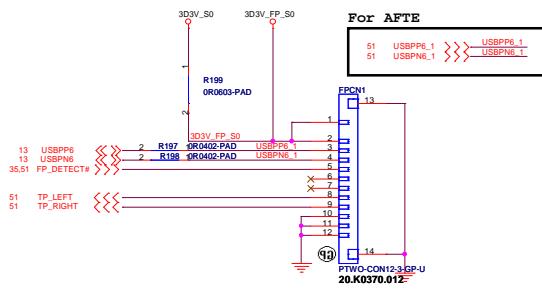 3D3V_S0
3D3V_FP_S0
For AFTE
51 USBPP6_1 USBPP6_1
51 USBPN6_1 USBPN6_1
1
R199
0R0603-PAD
2
FPCN1
13
1
3D3V_FP_S0
2
13 USBPP6 2 R197 1 0R0402-PAD USBPP6_1 3
13 USBPN6 2 R198 1 0R0402-PAD USBPN6_1 4
35,51 FP_DETECT# 5
6
7
51 TP_LEFT 8
51 TP_RIGHT 9
10
11
12
GP
14
PTWO-CON12-3-GP-U
20.K0370.012